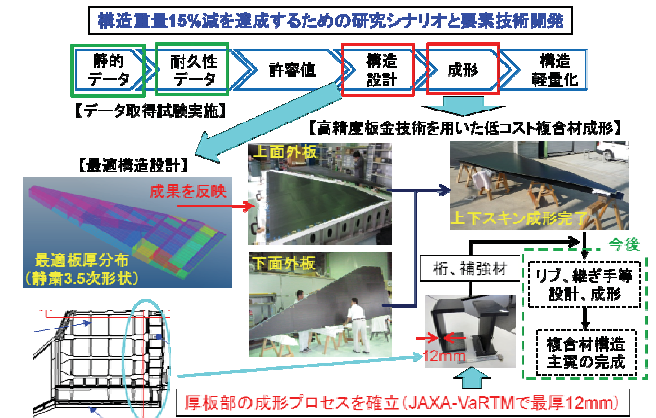 構造重量15%減を達成するための研究シナリオと要素技術開発
静的
データ
耐久性
データ
許容値
構造
設計
成形
構造
軽量化
【データ取得試験実施】
【高精度板金技術を用いた低コスト複合材成形】
【最適構造設計】
上面外板
成果を反映
上下スキン成形完了
最適板厚分布
(静粛3.5次形状)
下面外板
今後
桁、補強材
リブ、継ぎ手等
設計、成形
12mm
複合材構造
主翼の完成
厚板部の成形プロセスを確立(JAXA-VaRTMで最厚12mm)